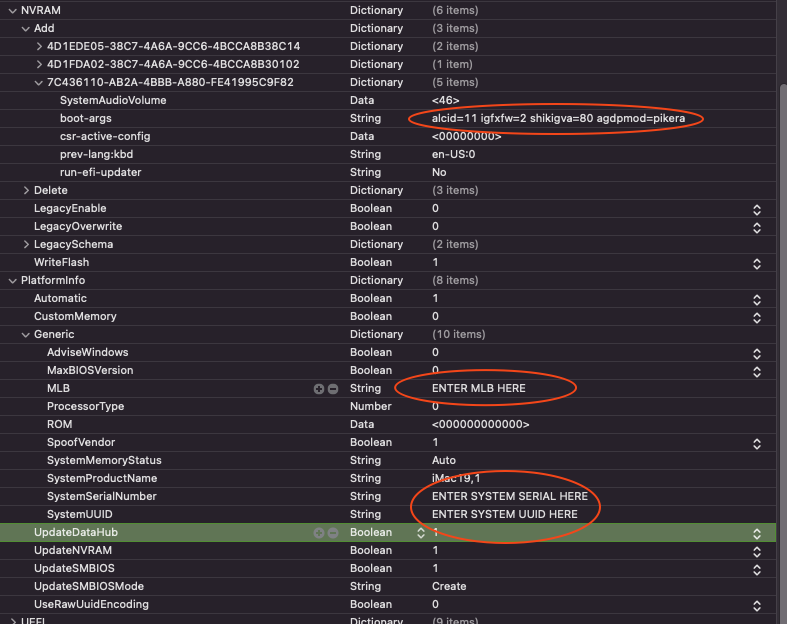 NVRAM Dictionary (6 items)
Add Dictionary (3 items)
4D1EDE05-38C7-4A6A-9CC6-4BCCA8B38C14 Dictionary (2 items)
4D1FDA02-38C7-4A6A-9CC6-4BCCA8B30102 Dictionary (1 item)
7C436110-AB2A-4BBB-A880-FE41995C9F82 Dictionary (5 items)
SystemAudioVolume Data <46>
boot-args String alcid=11 igfxfw=2 shikigva=80 agdpmod=pikera
csr-active-config Data <00000000>
prev-lang:kbd String en-US:0
run-efi-updater String No
Delete Dictionary (3 items)
LegacyEnable Boolean 0
LegacyOverwrite Boolean 0
LegacySchema Dictionary (2 items)
WriteFlash Boolean 1
PlatformInfo Dictionary (8 items)
Automatic Boolean 1
CustomMemory Boolean 0
Generic Dictionary (10 items)
AdviseWindows Boolean 0
MaxBIOSVersion Boolean 0
MLB String ENTER MLB HERE
ProcessorType Number 0
ROM Data <000000000000>
SpoofVendor Boolean 1
SystemMemoryStatus String Auto
SystemProductName String iMac19,1
SystemSerialNumber String ENTER SYSTEM SERIAL HERE
SystemUUID String ENTER SYSTEM UUID HERE
UpdateDataHub Boolean 1
UpdateNVRAM Boolean 1
UpdateSMBIOS Boolean 1
UpdateSMBIOSMode String Create
UseRawUuidEncoding Boolean 0
UEFI Dictionary (9 items)